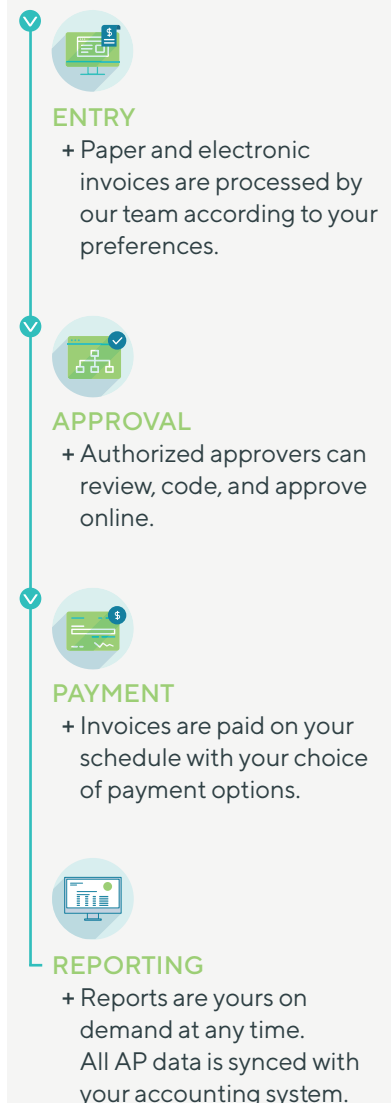 ENTRY
+ Paper and electronic
invoices are processed by
our team according to your
preferences.
APPROVAL
+ Authorized approvers can
review, code, and approve
online.
PAYMENT
+ Invoices are paid on your
schedule with your choice
of payment options.
REPORTING
+ Reports are yours on
demand at any time.
All AP data is synced with
your accounting system.